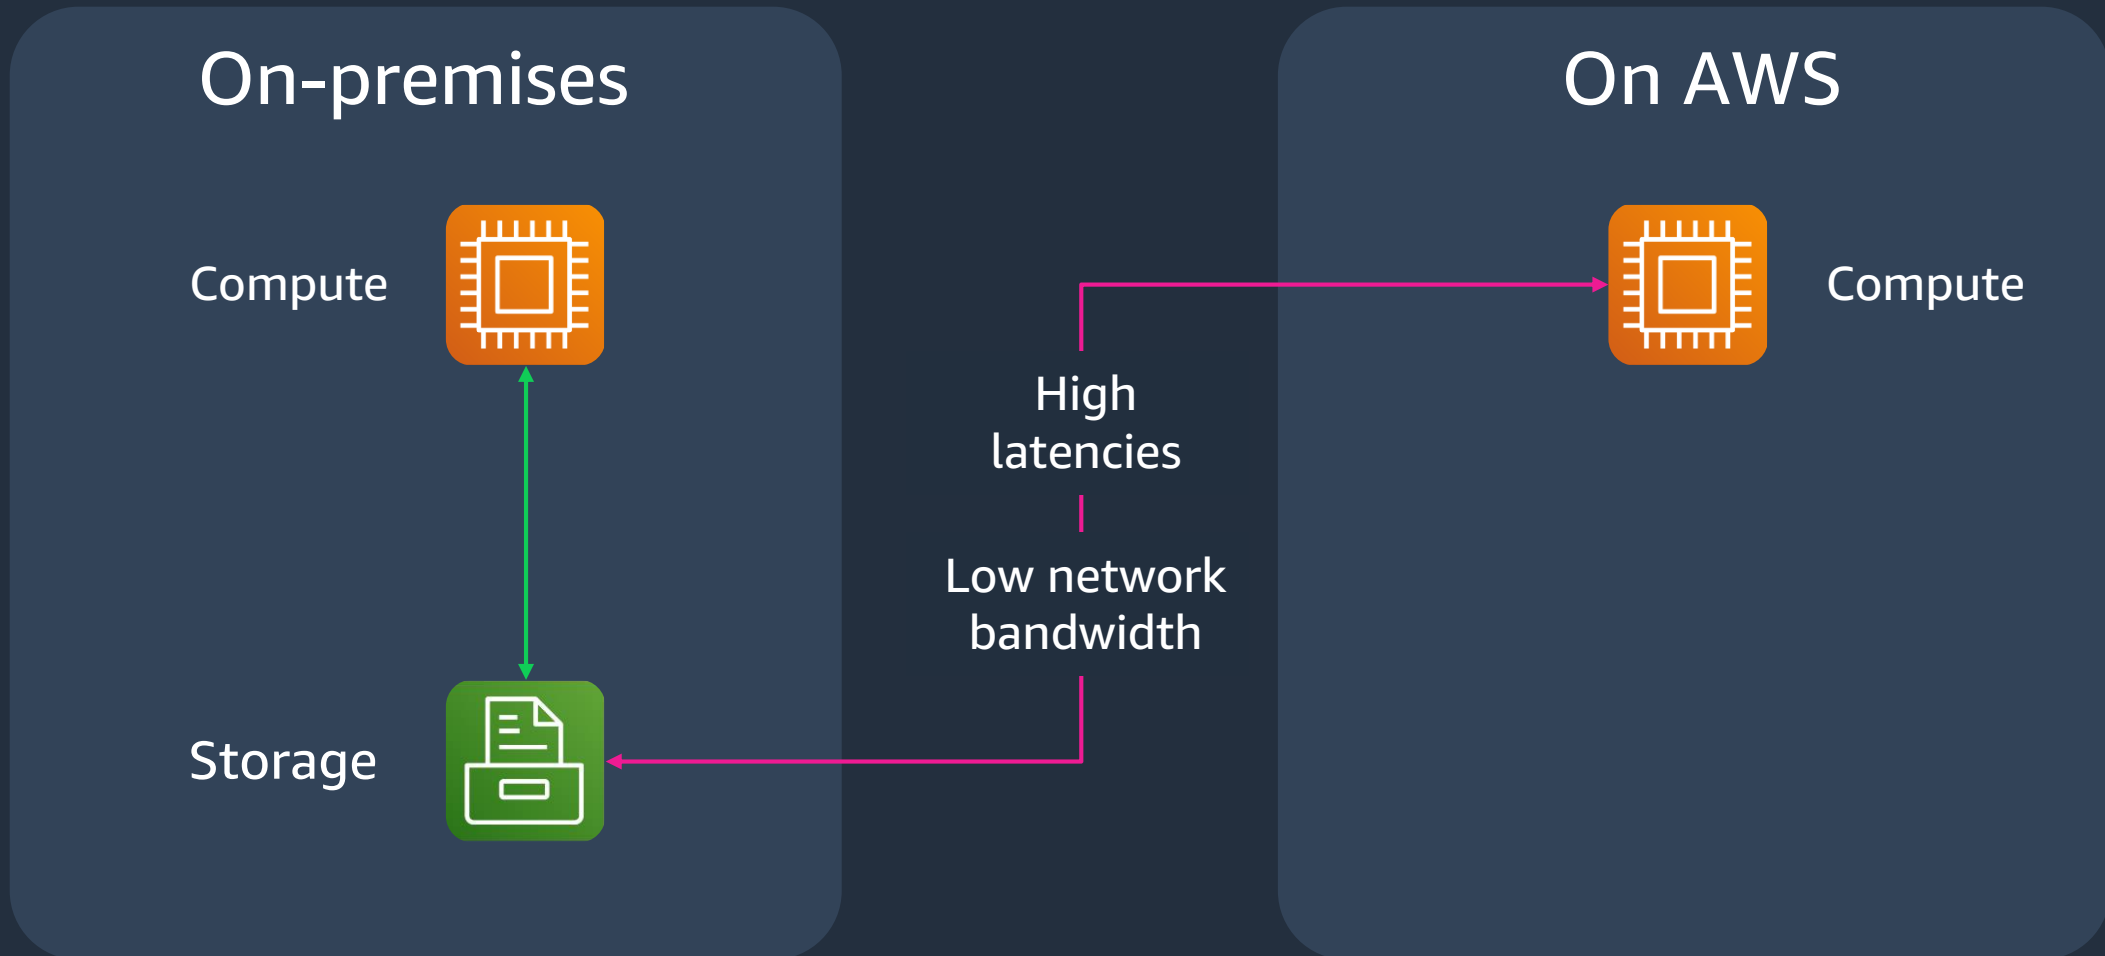 On-premises
On AWS
Compute
Compute
High
latencies
Low network
bandwidth
Storage